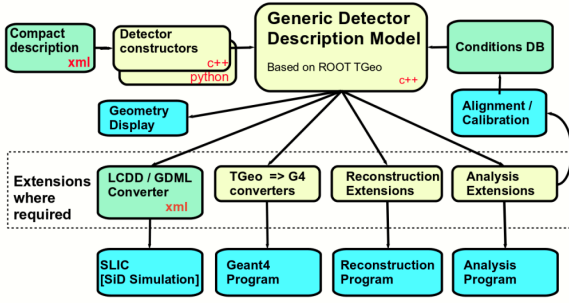 Compact
description
xml
Detector
constructors
c++
python
Generic Detector
Description Model
Based on ROOT TGeo
c++
Conditions DB
Geometry
Display
Alignment /
Calibration
Extensions
where
required
LCDD / GDML
Converter
xml
TGeo => G4
converters
Reconstruction
Extensions
Analysis
Extensions
SLIC
[SiD Simulation]
Geant4
Program
Reconstruction
Program
Analysis
Program